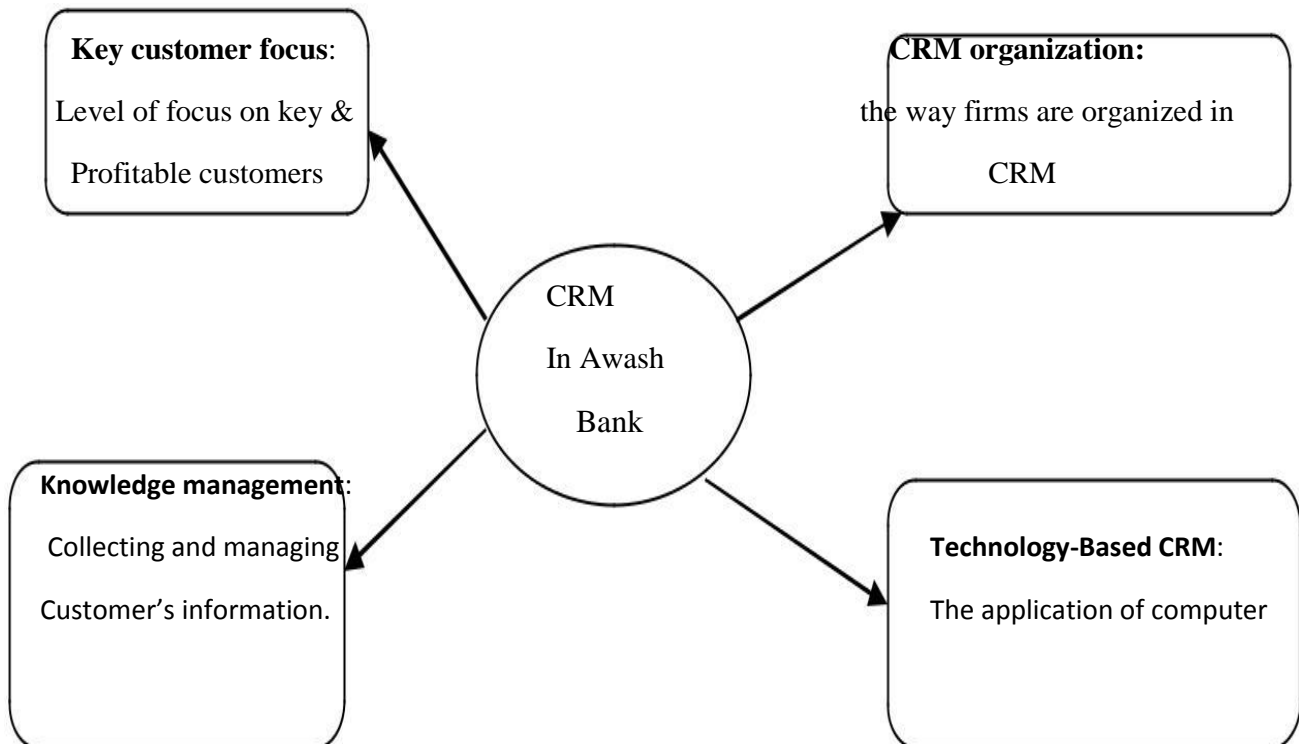 Key customer focus:
Level of focus on key &
Profitable customers
CRM organization:
the way firms are organized in
CRM
CRM
In Awash
Bank
Knowledge management:
Collecting and managing
Customer’s information.
Technology-Based CRM:
The application of computer